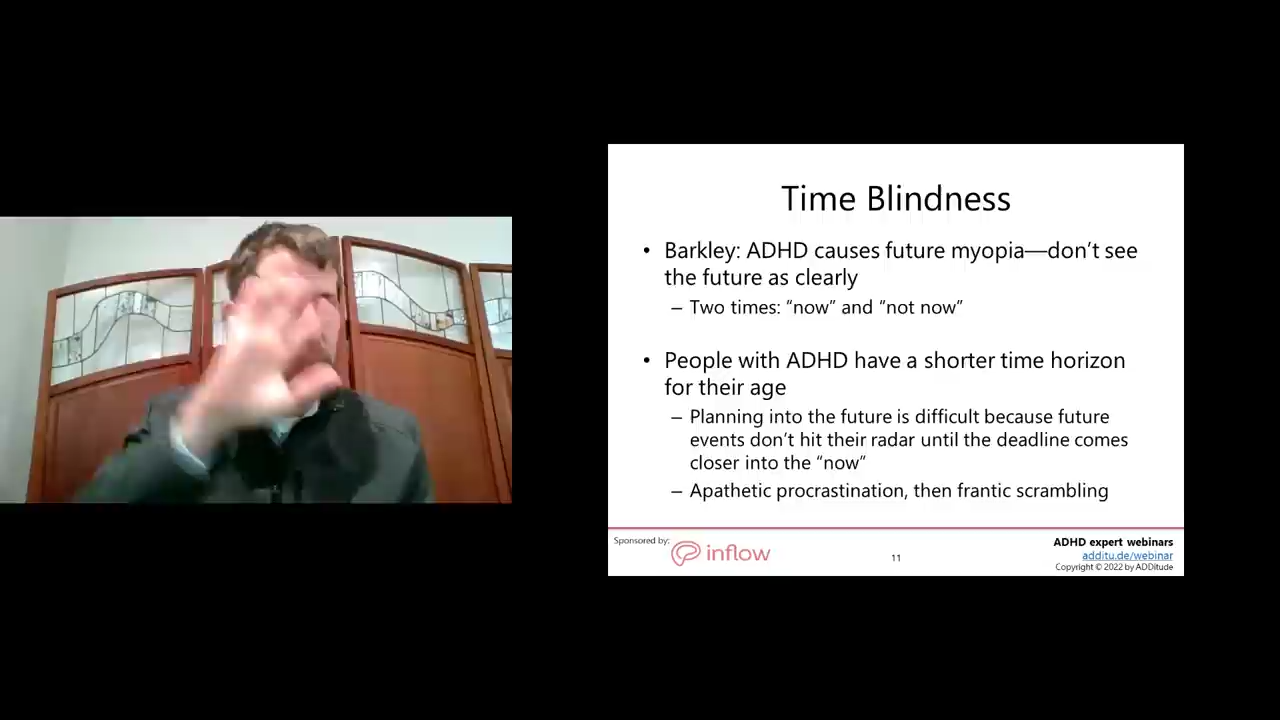 Time Blindness
• Barkley: ADHD causes future myopia—don’t see
the future as clearly
– Two times: “now” and “not now”
• People with ADHD have a shorter time horizon
for their age
– Planning into the future is difficult because future
events don’t hit their radar until the deadline comes
closer into the “now”
– Apathetic procrastination, then frantic scrambling
Sponsored by:
inflow
11
ADHD expert webinars
additu.de/webinar
Copyright © 2022 by ADDitude